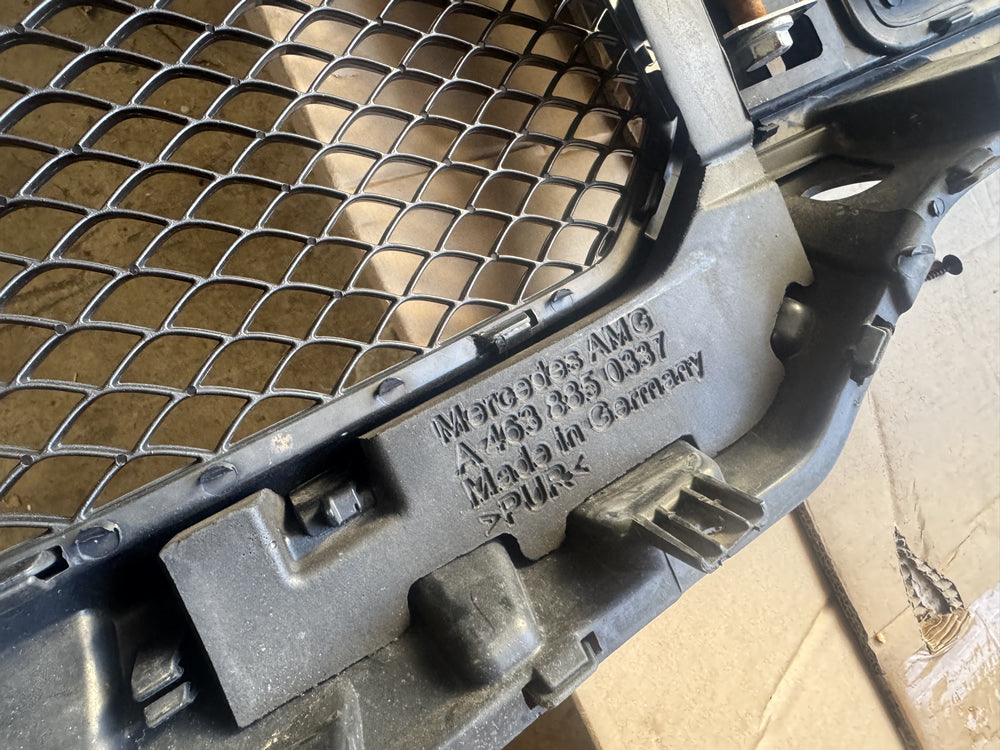 Mercedes AMG
A 463 885 0337
Made in Germany
>PUR<